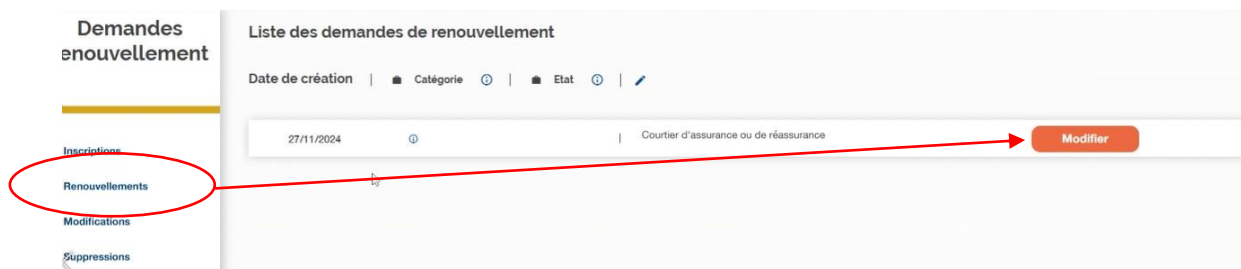 Demandes
enouvellement
Inscriptions
Renouvellements
Modifications
Suppressions
Liste des demandes de renouvellement
Date de création | Catégorie | Etat |
27/11/2024 | Courtier d'assurance ou de réassurance Modifier